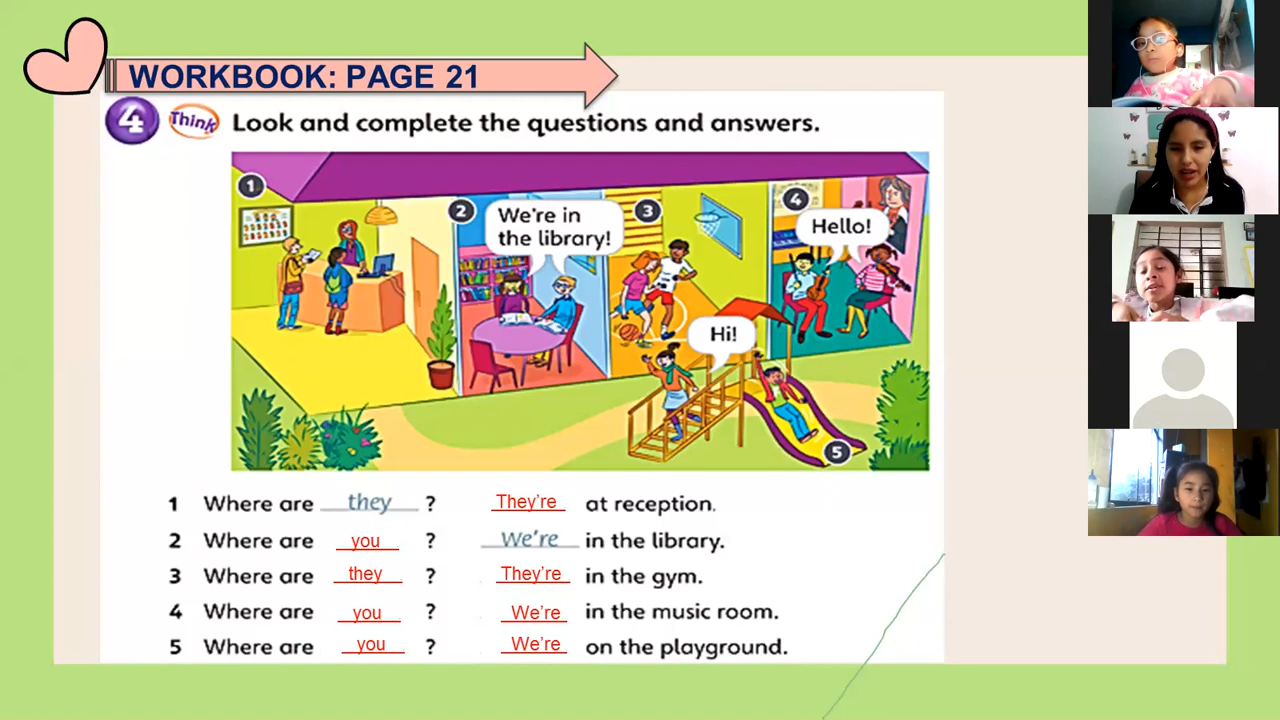 WORKBOOK: PAGE 21
4 Think Look and complete the questions and answers.
1
2
We're in
the library!
3
4
Hello!
Hi!
5
1 Where are they ? They're at reception.
2 Where are you ? We're in the library.
3 Where are they ? They're in the gym.
4 Where are you ? We're in the music room.
5 Where are you ? We're on the playground.